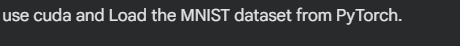 use cuda and Load the MNIST dataset from PyTorch.